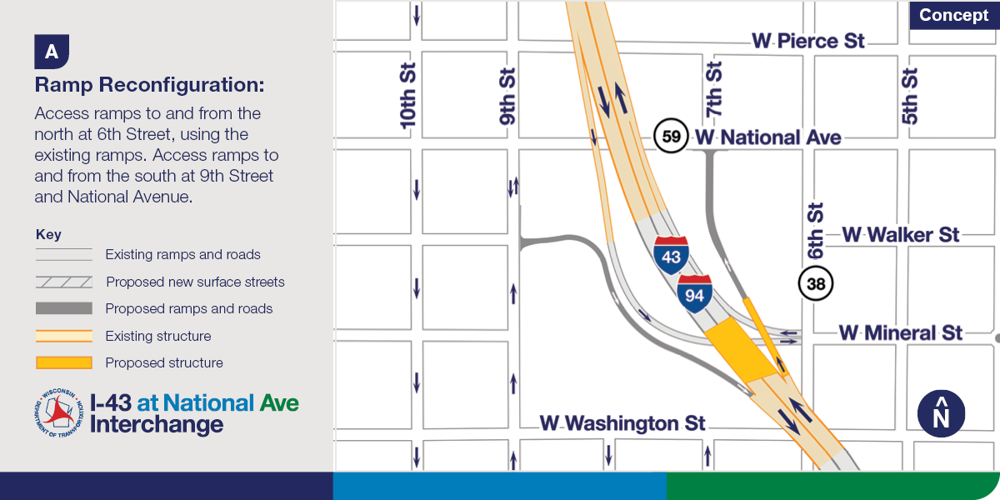 A
Ramp Reconfiguration:
Access ramps to and from the
north at 6th Street, using the
existing ramps. Access ramps to
and from the south at 9th Street
and National Avenue.
Key
Existing ramps and roads
Proposed new surface streets
Proposed ramps and roads
Existing structure
Proposed structure
WISCONSIN
DEPARTMENT OF TRANSPORTATION
I-43 at National Ave
Interchange
Concept
W Pierce St
10th St
9th St
7th St
5th St
59
W National Ave
6th St
W Walker St
43
94
38
W Mineral St
W Washington St
N